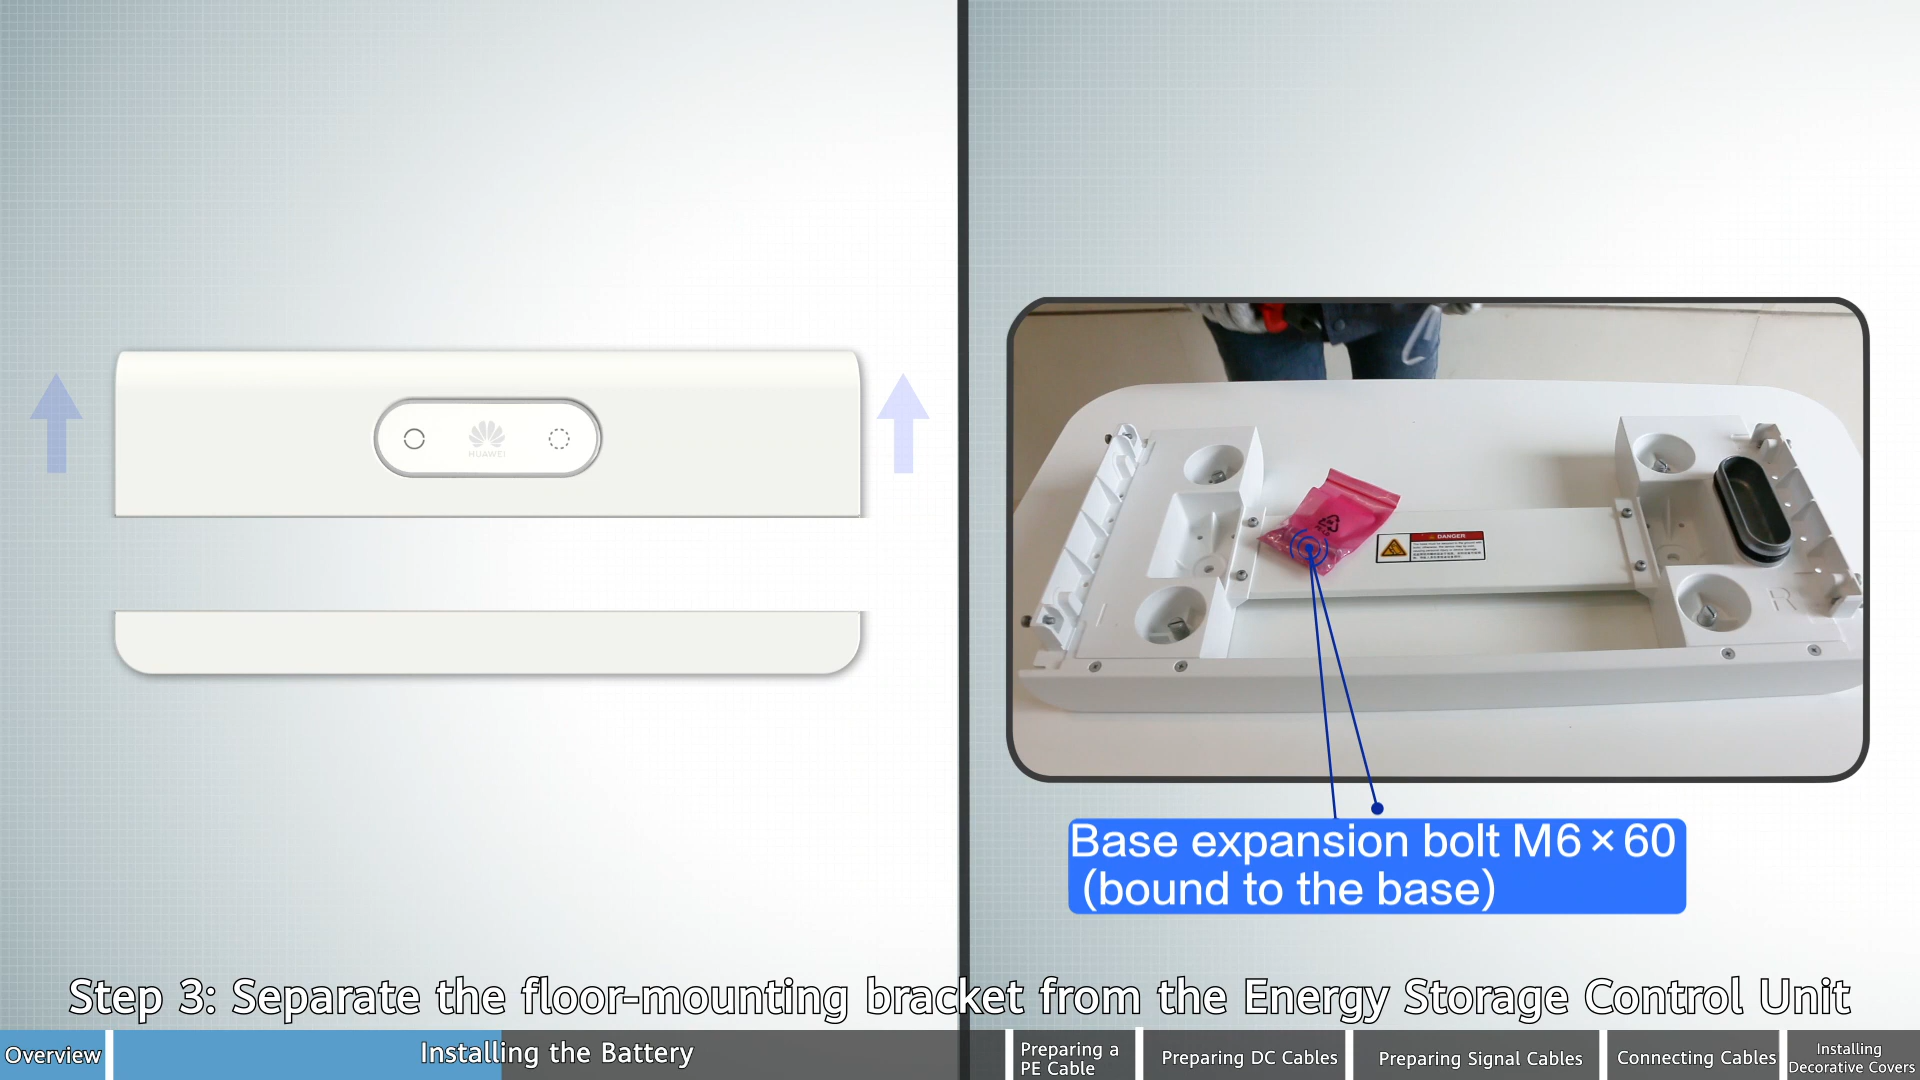 HUAWEI
DANGER
R
Base expansion bolt M6×60
(bound to the base)
Step 3: Separate the floor-mounting bracket from the Energy Storage Control Unit
Overview
Installing the Battery
Preparing a
PE Cable
Preparing DC Cables
Preparing Signal Cables
Connecting Cables
Installing
Decorative Covers